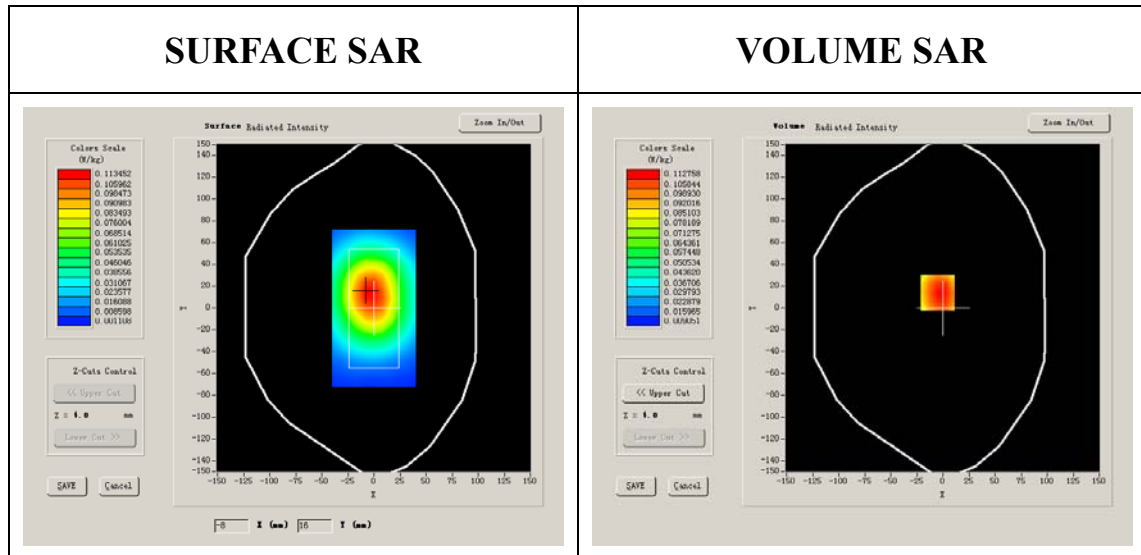 SURFACE SAR
VOLUME SAR
Surface Radiated Intensity
Zoom In/Out
Colors Scale
(W/kg)
0.113452
0.105962
0.098473
0.090983
0.083493
0.076004
0.068514
0.061025
0.053535
0.046046
0.038556
0.031067
0.023577
0.016088
0.008598
0.001108
150
140
120
100
80
60
40
20
0
-20
-40
-60
-80
-100
-120
-140
-150
Y
-150 -125 -100 -75 -50 -25 0 25 50 75 100 125 150
X
Z-Cuts Control
<< Upper Cut
Z = 4.0 mm
Lower Cut >>
SAVE Cancel
-8 X (mm) 16 Y (mm)
Volume Radiated Intensity
Zoom In/Out
Colors Scale
(W/kg)
0.112758
0.105844
0.098930
0.092016
0.085103
0.078189
0.071275
0.064361
0.057448
0.050534
0.043620
0.036706
0.029793
0.022879
0.015965
0.009051
150
140
120
100
80
60
40
20
0
-20
-40
-60
-80
-100
-120
-140
-150
Y
-150 -125 -100 -75 -50 -25 0 25 50 75 100 125 150
X
Z-Cuts Control
<< Upper Cut
Z = 4.0 mm
Lower Cut >>
SAVE Cancel